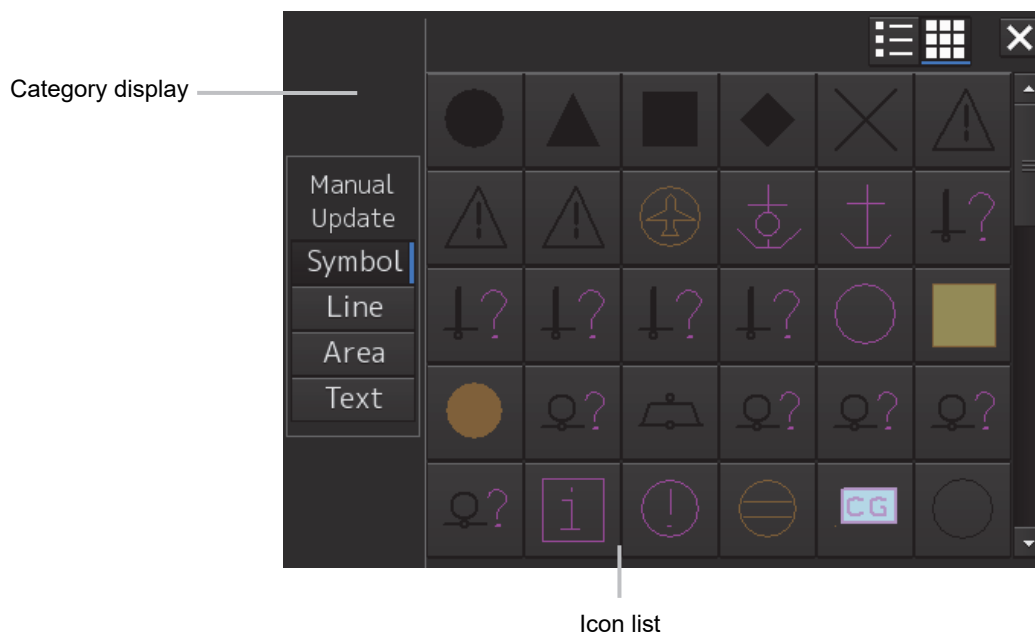 Category display
Manual
Update
Symbol
Line
Area
Text
?
? ? ? ?
? ? ? ?
? i ! CG
Icon list